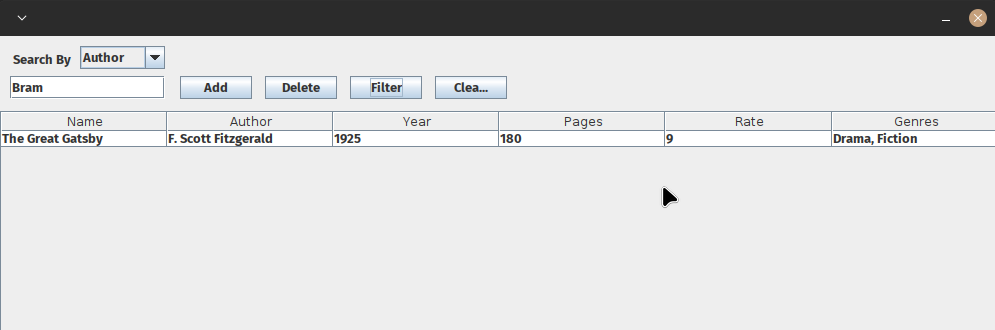 Search By Author
Bram Add Delete Filter Clea...
Name Author Year Pages Rate Genres
The Great Gatsby F. Scott Fitzgerald 1925 180 9 Drama, Fiction